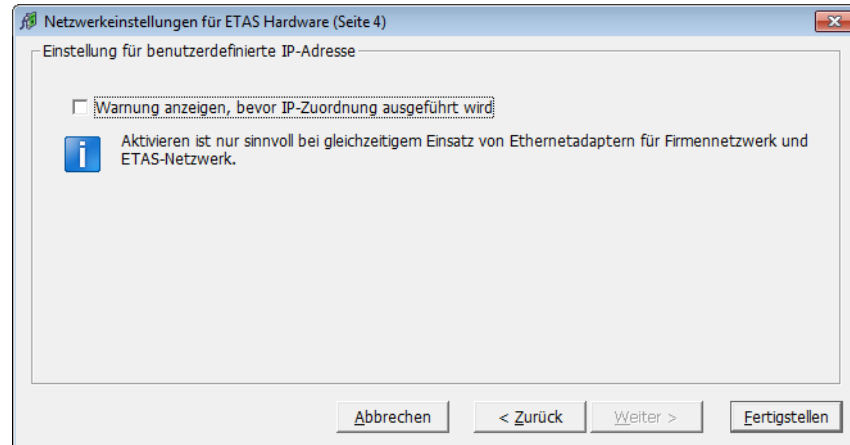 Netzwerkeinstellungen für ETAS Hardware (Seite 4)
Einstellung für benutzerdefinierte IP-Adresse
Warnung anzeigen, bevor IP-Zuordnung ausgeführt wird
Aktivieren ist nur sinnvoll bei gleichzeitigem Einsatz von Ethernetadaptern für Firmennetzwerk und
ETAS-Netzwerk.
Abbrechen < Zurück Weiter > Fertigstellen